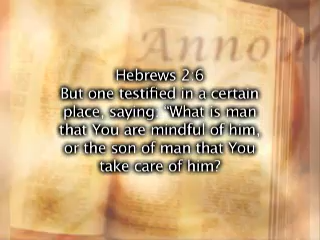 Announ
Hebrews 2:6
But one testified in a certain
place, saying, "What is man
that You are mindful of him,
or the son of man that You
take care of him?